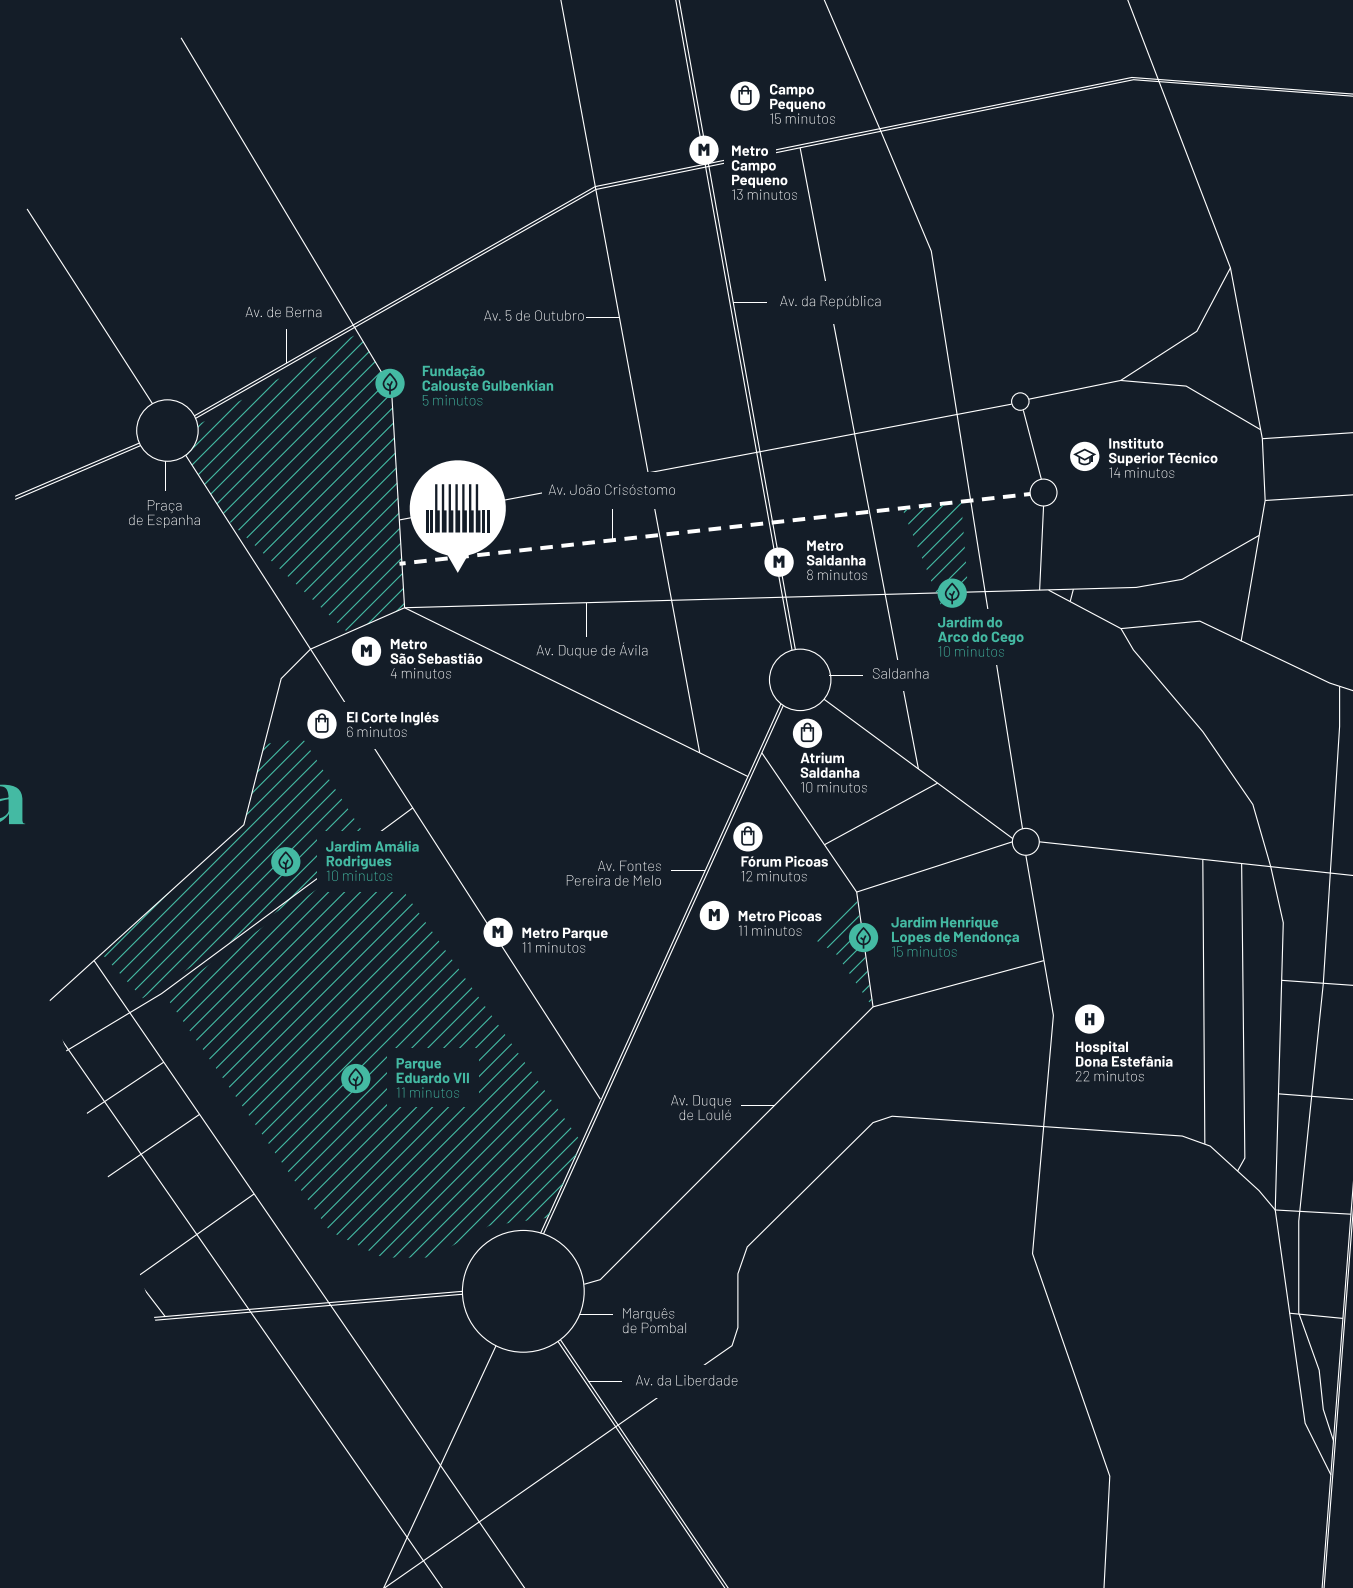 Campo
Pequeno
15 minutos
Metro
Campo
Pequeno
13 minutos
Av. da República
Av. de Berna
Av. 5 de Outubro
Fundação
Calouste Gulbenkian
5 minutos
Instituto
Superior Técnico
14 minutos
Av. João Crisóstomo
Praça
de Espanha
Metro
Saldanha
8 minutos
Jardim do
Arco do Cego
10 minutos
Metro
São Sebastião
4 minutos
Av. Duque de Ávila
Saldanha
El Corte Inglés
6 minutos
Atrium
Saldanha
10 minutos
a
Jardim Amália
Rodrigues
10 minutos
Av. Fontes
Pereira de Melo
Fórum Picoas
12 minutos
Metro Picoas
11 minutos
Jardim Henrique
Lopes de Mendonça
15 minutos
Metro Parque
11 minutos
Hospital
Dona Estefânia
22 minutos
Parque
Eduardo VII
11 minutos
Av. Duque
de Loulé
Marquês
de Pombal
Av. da Liberdade
M
M
M
M
M
H